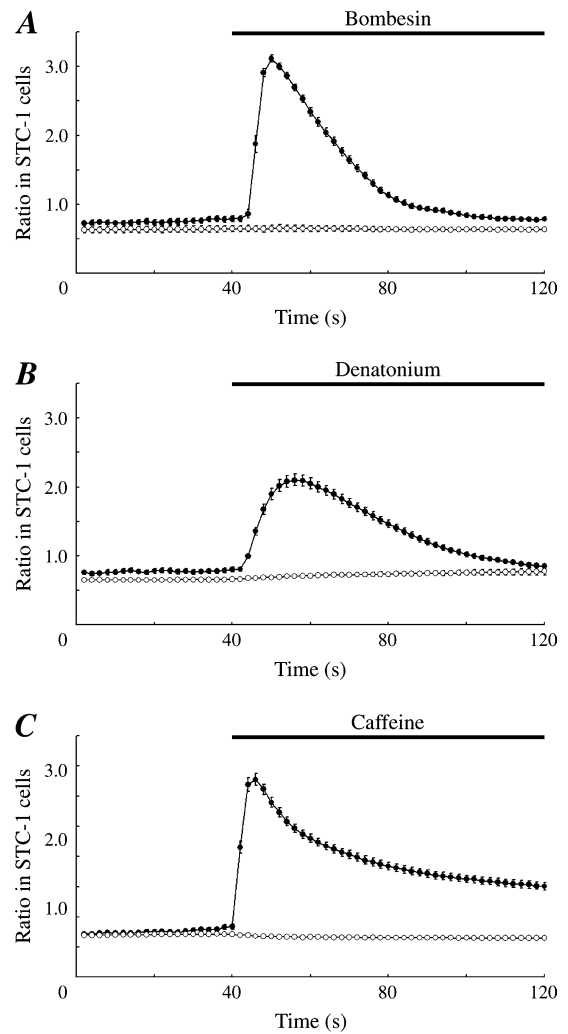 A
Bombesin
Ratio in STC-1 cells
3.0
2.0
1.0
0
40
80
120
Time (s)
B
Denatonium
Ratio in STC-1 cells
3.0
2.0
1.0
0
40
80
120
Time (s)
C
Caffeine
Ratio in STC-1 cells
3.0
2.0
1.0
0
40
80
120
Time (s)